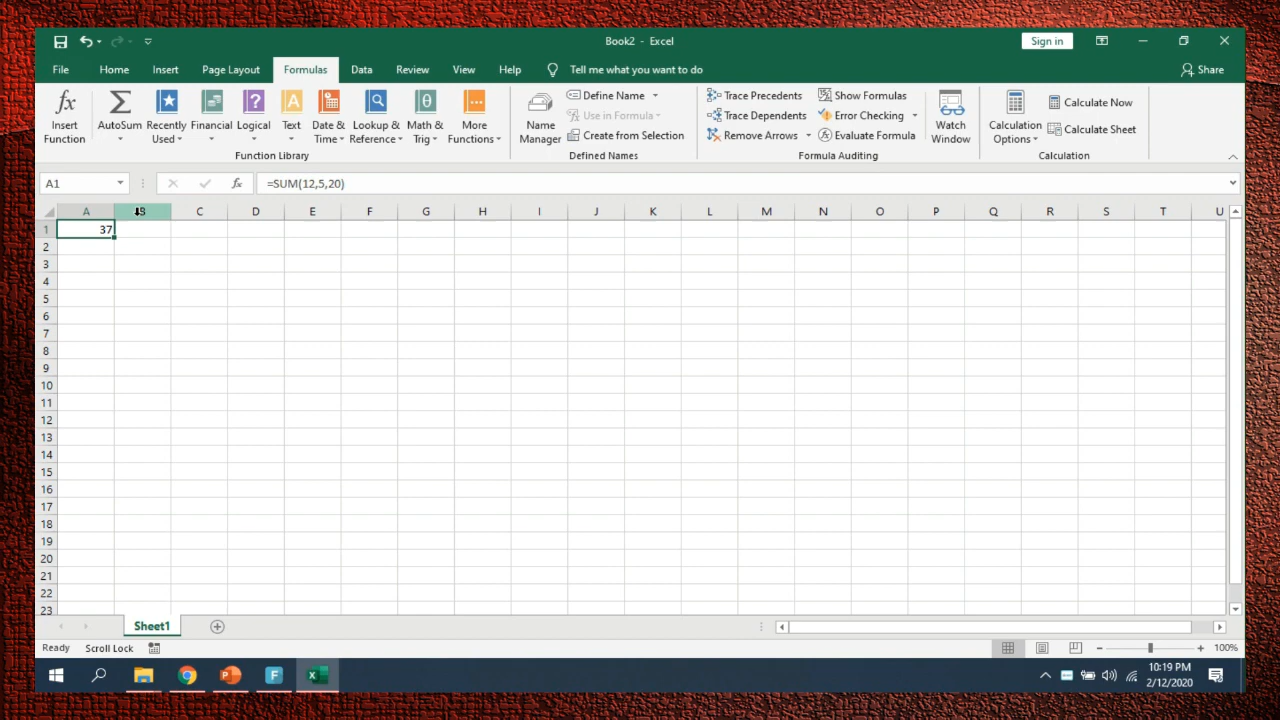 Book2 - Excel
Sign in
File Home Insert Page Layout Formulas Data Review View Help Tell me what you want to do Share
fx Insert Function
Σ AutoSum
Recently Used
Financial
Logical
Text
Date & Time
Lookup & Reference
Math & Trig
More Functions
Function Library
Name Manager
Define Name
Use in Formula
Create from Selection
Defined Names
Trace Precedents
Trace Dependents
Remove Arrows
Show Formulas
Error Checking
Evaluate Formula
Formula Auditing
Watch Window
Calculation Options
Calculate Now
Calculate Sheet
Calculation
A1 fx =SUM(12,5,20)
A B C D E F G H I J K L M N O P Q R S T U
1 37
2
3
4
5
6
7
8
9
10
11
12
13
14
15
16
17
18
19
20
21
22
23
Sheet1
Ready Scroll Lock 100%
10:19 PM
2/12/2020